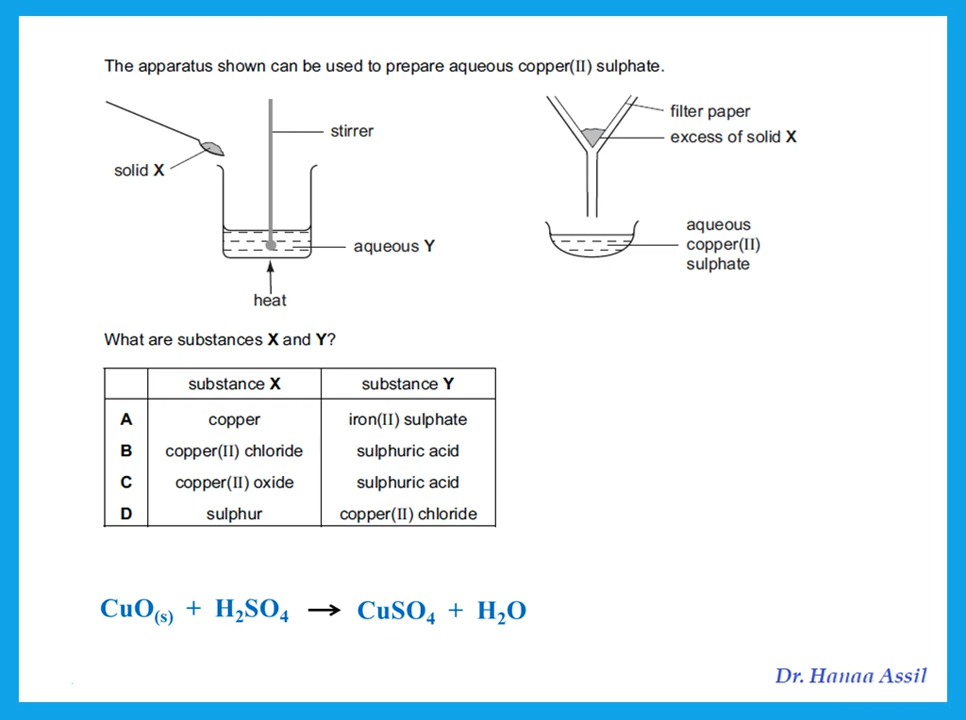 The apparatus shown can be used to prepare aqueous copper(II) sulphate.
stirrer
solid X
aqueous Y
heat
filter paper
excess of solid X
aqueous
copper(II)
sulphate
What are substances X and Y?
substance X substance Y
A copper iron(II) sulphate
B copper(II) chloride sulphuric acid
C copper(II) oxide sulphuric acid
D sulphur copper(II) chloride
CuO(s) + H₂SO₄ → CuSO₄ + H₂O
Dr. Hanaa Assil